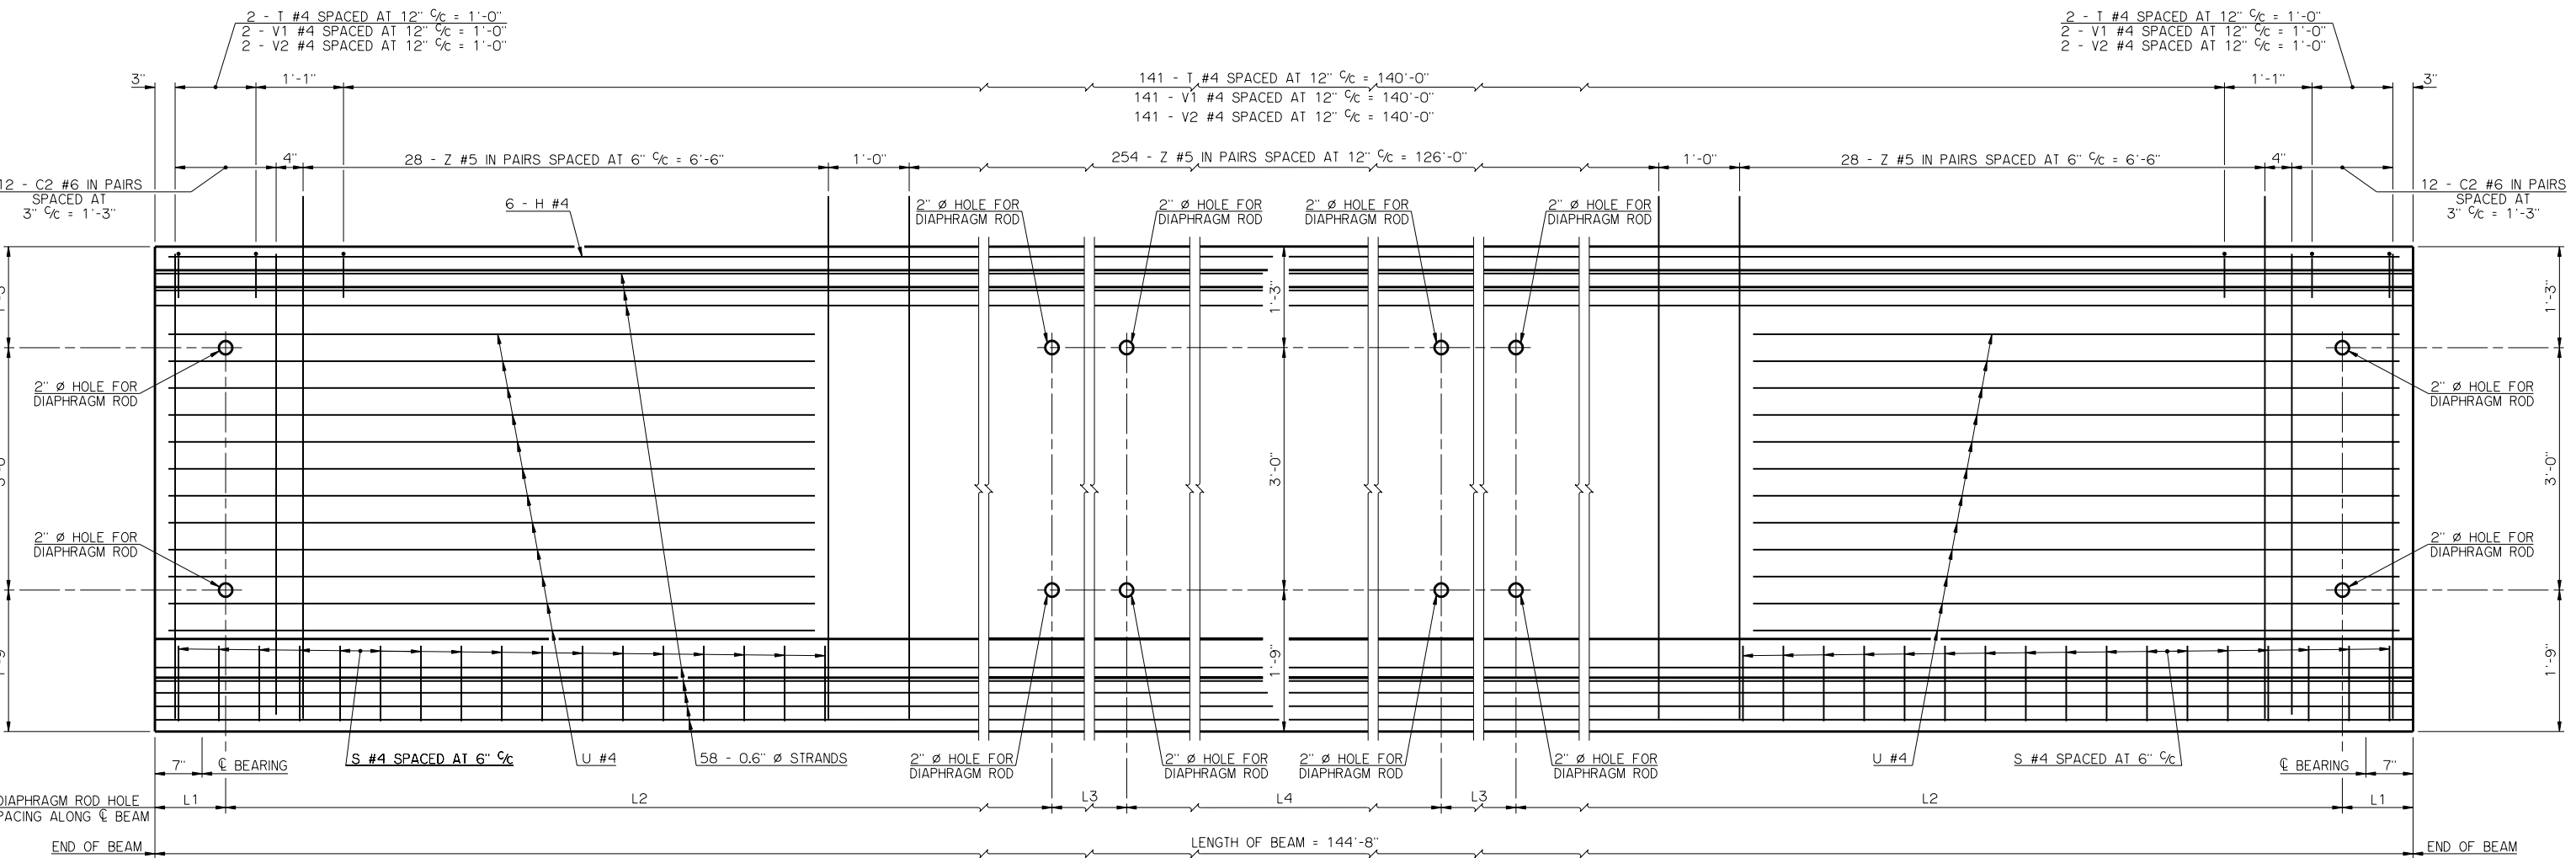 2 - T #4 SPACED AT 12" C/C = 1'-0"
2 - V1 #4 SPACED AT 12" C/C = 1'-0"
2 - V2 #4 SPACED AT 12" C/C = 1'-0"
2 - T #4 SPACED AT 12" C/C = 1'-0"
2 - V1 #4 SPACED AT 12" C/C = 1'-0"
2 - V2 #4 SPACED AT 12" C/C = 1'-0"
3"
1'-1"
141 - T #4 SPACED AT 12" C/C = 140'-0"
141 - V1 #4 SPACED AT 12" C/C = 140'-0"
141 - V2 #4 SPACED AT 12" C/C = 140'-0"
1'-1"
3"
4"
28 - Z #5 IN PAIRS SPACED AT 6" C/C = 6'-6"
1'-0"
254 - Z #5 IN PAIRS SPACED AT 12" C/C = 126'-0"
1'-0"
28 - Z #5 IN PAIRS SPACED AT 6" C/C = 6'-6"
4"
12 - C2 #6 IN PAIRS
SPACED AT
3" C/C = 1'-3"
12 - C2 #6 IN PAIRS
SPACED AT
3" C/C = 1'-3"
6 - H #4
2" Ø HOLE FOR
DIAPHRAGM ROD
2" Ø HOLE FOR
DIAPHRAGM ROD
2" Ø HOLE FOR
DIAPHRAGM ROD
2" Ø HOLE FOR
DIAPHRAGM ROD
1'-3"
1'-3"
2" Ø HOLE FOR
DIAPHRAGM ROD
2" Ø HOLE FOR
DIAPHRAGM ROD
3'-0"
3'-0"
2" Ø HOLE FOR
DIAPHRAGM ROD
2" Ø HOLE FOR
DIAPHRAGM ROD
1'-9"
1'-9"
7"
℄ BEARING
S #4 SPACED AT 6" C/C
U #4
58 - 0.6" Ø STRANDS
2" Ø HOLE FOR
DIAPHRAGM ROD
2" Ø HOLE FOR
DIAPHRAGM ROD
2" Ø HOLE FOR
DIAPHRAGM ROD
2" Ø HOLE FOR
DIAPHRAGM ROD
U #4
S #4 SPACED AT 6" C/C
℄ BEARING
7"
DIAPHRAGM ROD HOLE
SPACING ALONG ℄ BEAM
L1
L2
L3
L4
L3
L2
L1
END OF BEAM
LENGTH OF BEAM = 144'-8"
END OF BEAM